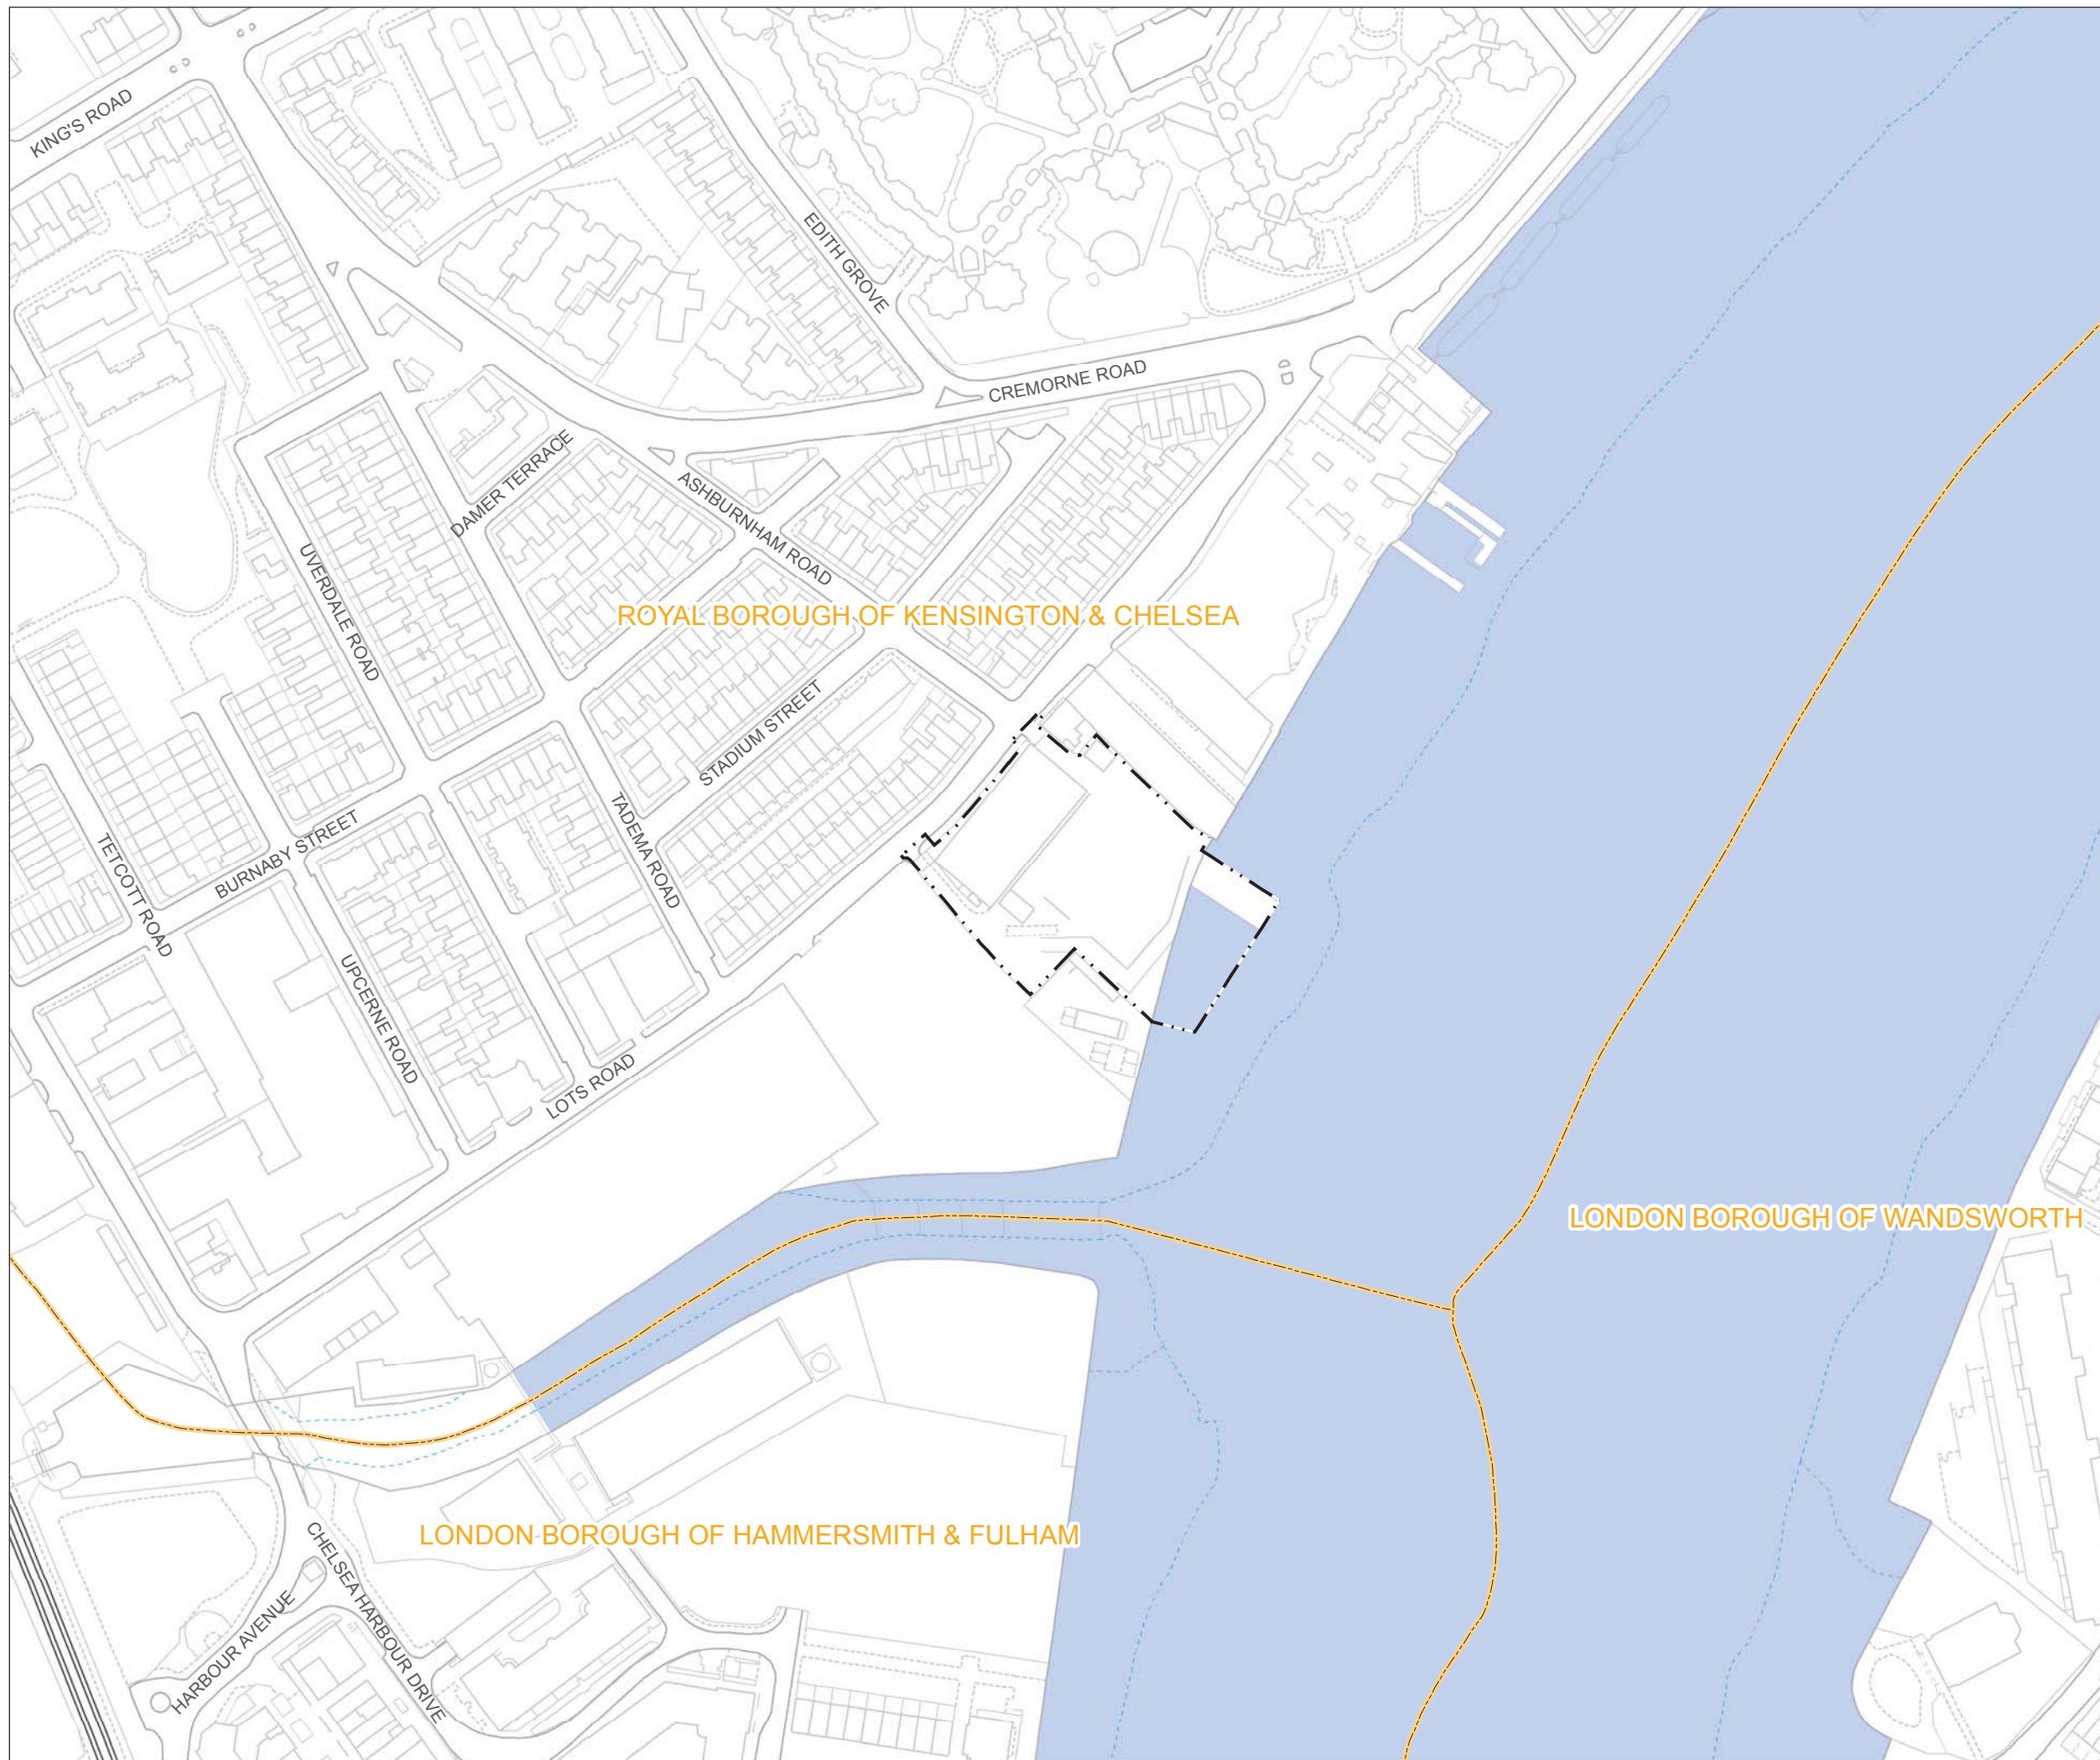 KING'S ROAD
EDITH GROVE
CREMORNE ROAD
DAMER TERRACE
ASHBURNHAM ROAD
UVERDALE ROAD
ROYAL BOROUGH OF KENSINGTON & CHELSEA
STADIUM STREET
TADEMA ROAD
TETCOTT ROAD
BURNABY STREET
UPCERNE ROAD
LOTS ROAD
LONDON BOROUGH OF WANDSWORTH
LONDON BOROUGH OF HAMMERSMITH & FULHAM
CHELSEA HARBOUR DRIVE
HARBOUR AVENUE